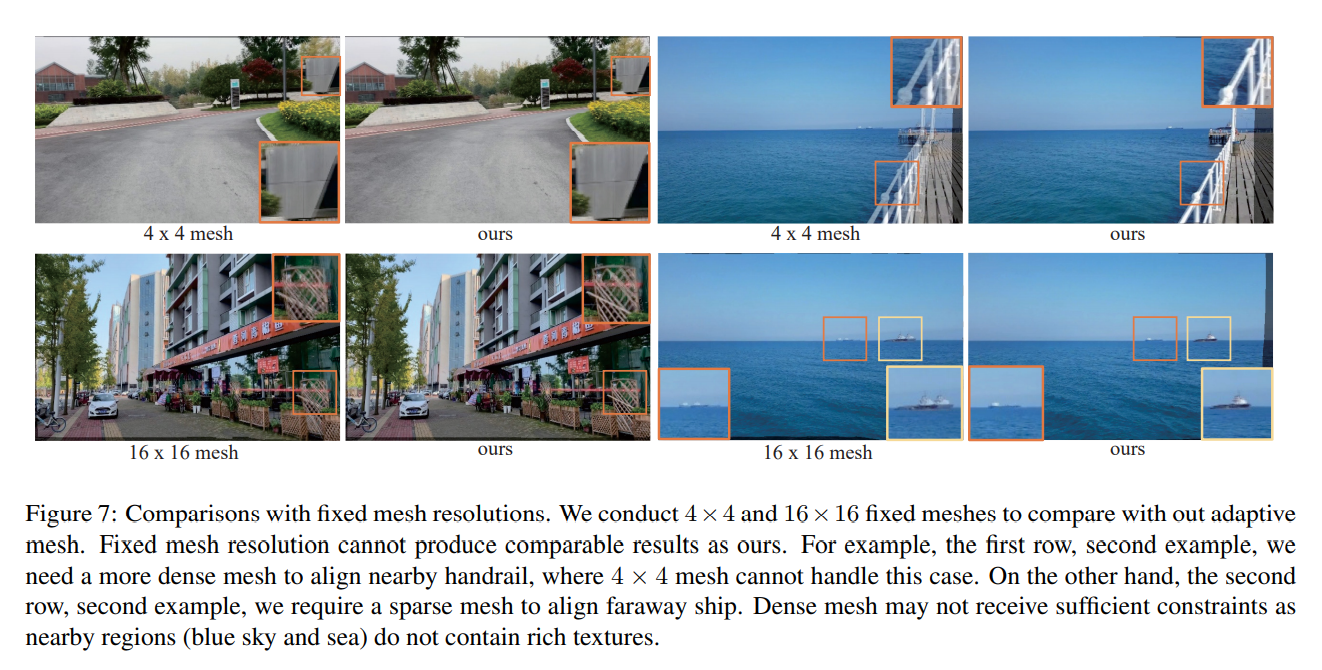 4 x 4 mesh
ours
4 x 4 mesh
ours
16 x 16 mesh
ours
16 x 16 mesh
ours
Figure 7: Comparisons with fixed mesh resolutions. We conduct 4 × 4 and 16 × 16 fixed meshes to compare with out adaptive
mesh. Fixed mesh resolution cannot produce comparable results as ours. For example, the first row, second example, we
need a more dense mesh to align nearby handrail, where 4 × 4 mesh cannot handle this case. On the other hand, the second
row, second example, we require a sparse mesh to align faraway ship. Dense mesh may not receive sufficient constraints as
nearby regions (blue sky and sea) do not contain rich textures.